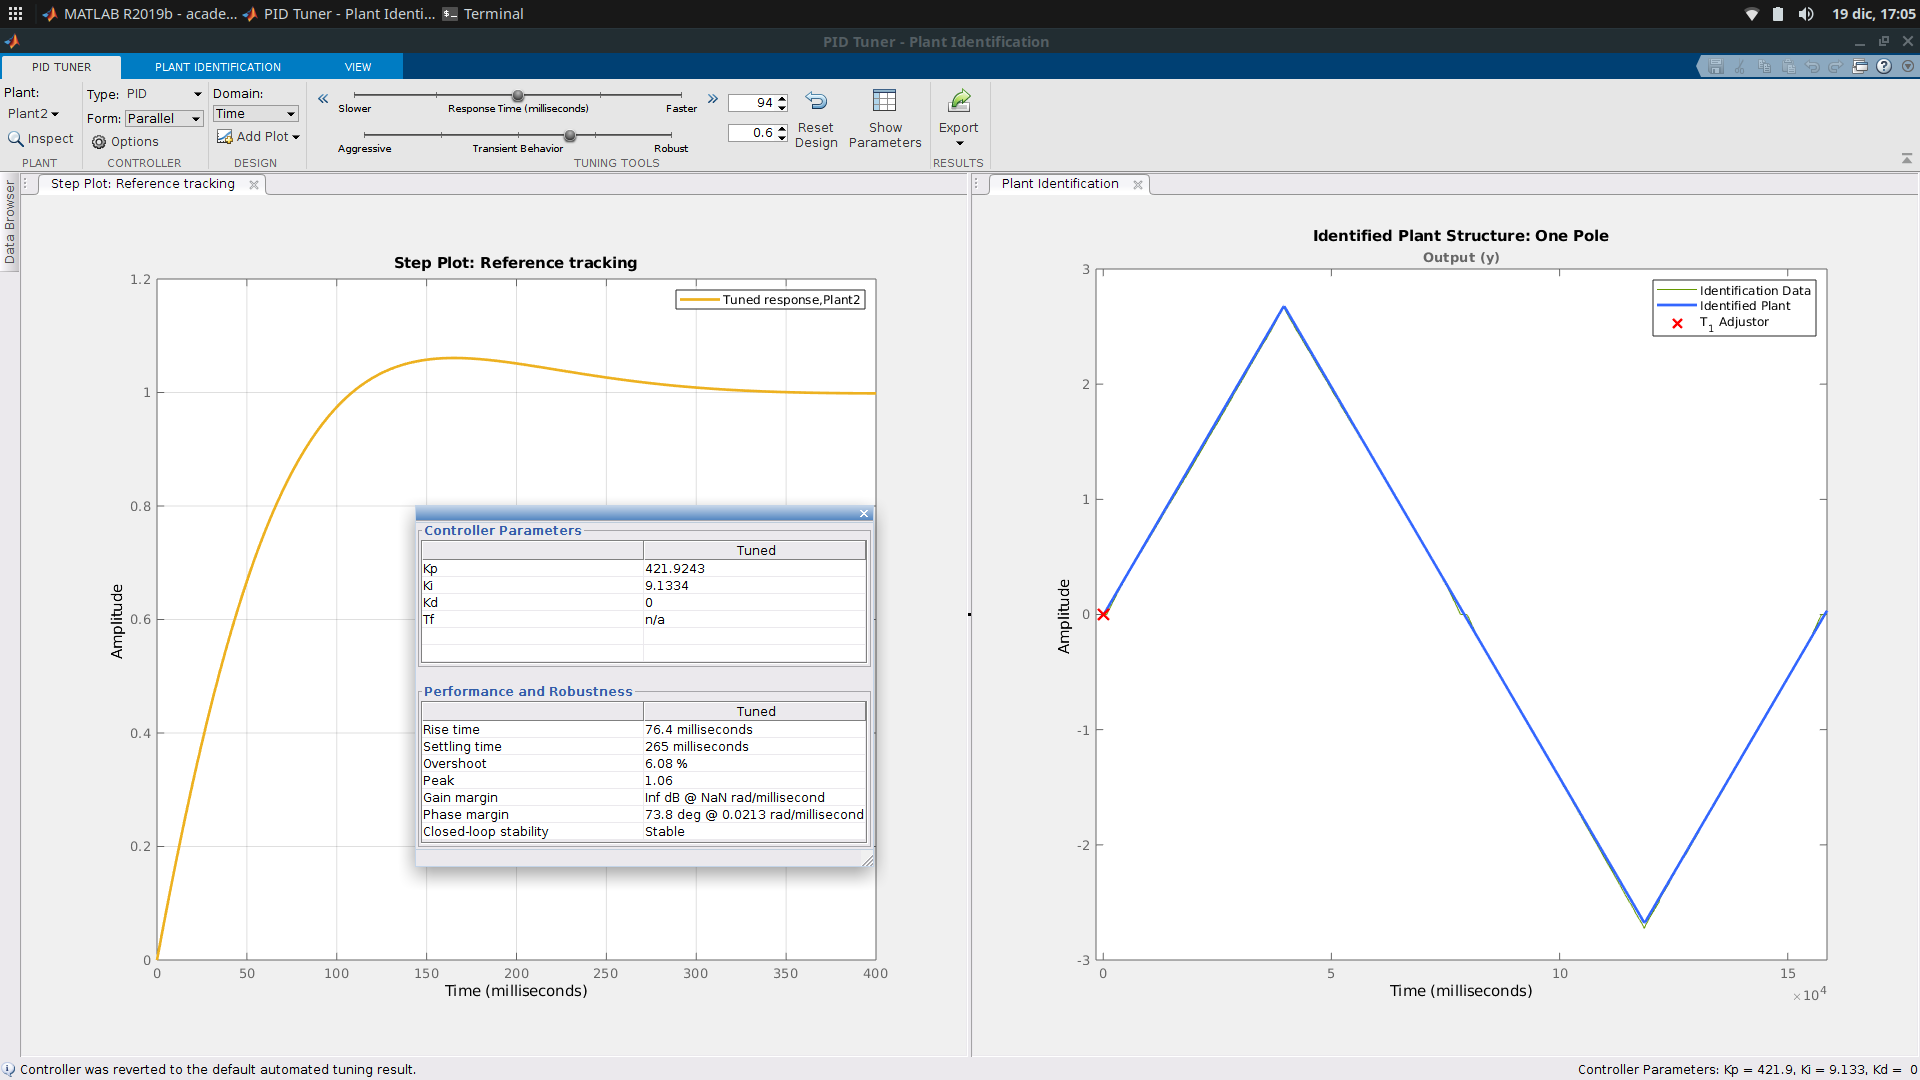 MATLAB R2019b - acade...
PID Tuner - Plant Identi...
Terminal
19 dic, 17:05
PID Tuner - Plant Identification
PID TUNER
PLANT IDENTIFICATION
VIEW
Plant:
Plant2
Inspect
PLANT
Type: PID
Form: Parallel
Options
CONTROLLER
Domain:
Time
Add Plot
DESIGN
Slower
Response Time (milliseconds)
Faster
94
Aggressive
Transient Behavior
Robust
0.6
Reset
Design
Show
Parameters
TUNING TOOLS
Export
RESULTS
Data Browser
Step Plot: Reference tracking
Step Plot: Reference tracking
Tuned response,Plant2
Amplitude
1.2
1
0.8
0.6
0.4
0.2
0
0 50 100 150 200 250 300 350 400
Time (milliseconds)
Controller Parameters
Tuned
Kp 421.9243
Ki 9.1334
Kd 0
Tf n/a
Performance and Robustness
Tuned
Rise time 76.4 milliseconds
Settling time 265 milliseconds
Overshoot 6.08 %
Peak 1.06
Gain margin Inf dB @ NaN rad/millisecond
Phase margin 73.8 deg @ 0.0213 rad/millisecond
Closed-loop stability Stable
Plant Identification
Identified Plant Structure: One Pole
Output (y)
Identification Data
Identified Plant
T1 Adjustor
Amplitude
3
2
1
0
-1
-2
-3
0 5 10 15
×10^4
Time (milliseconds)
Controller was reverted to the default automated tuning result.
Controller Parameters: Kp = 421.9, Ki = 9.133, Kd = 0